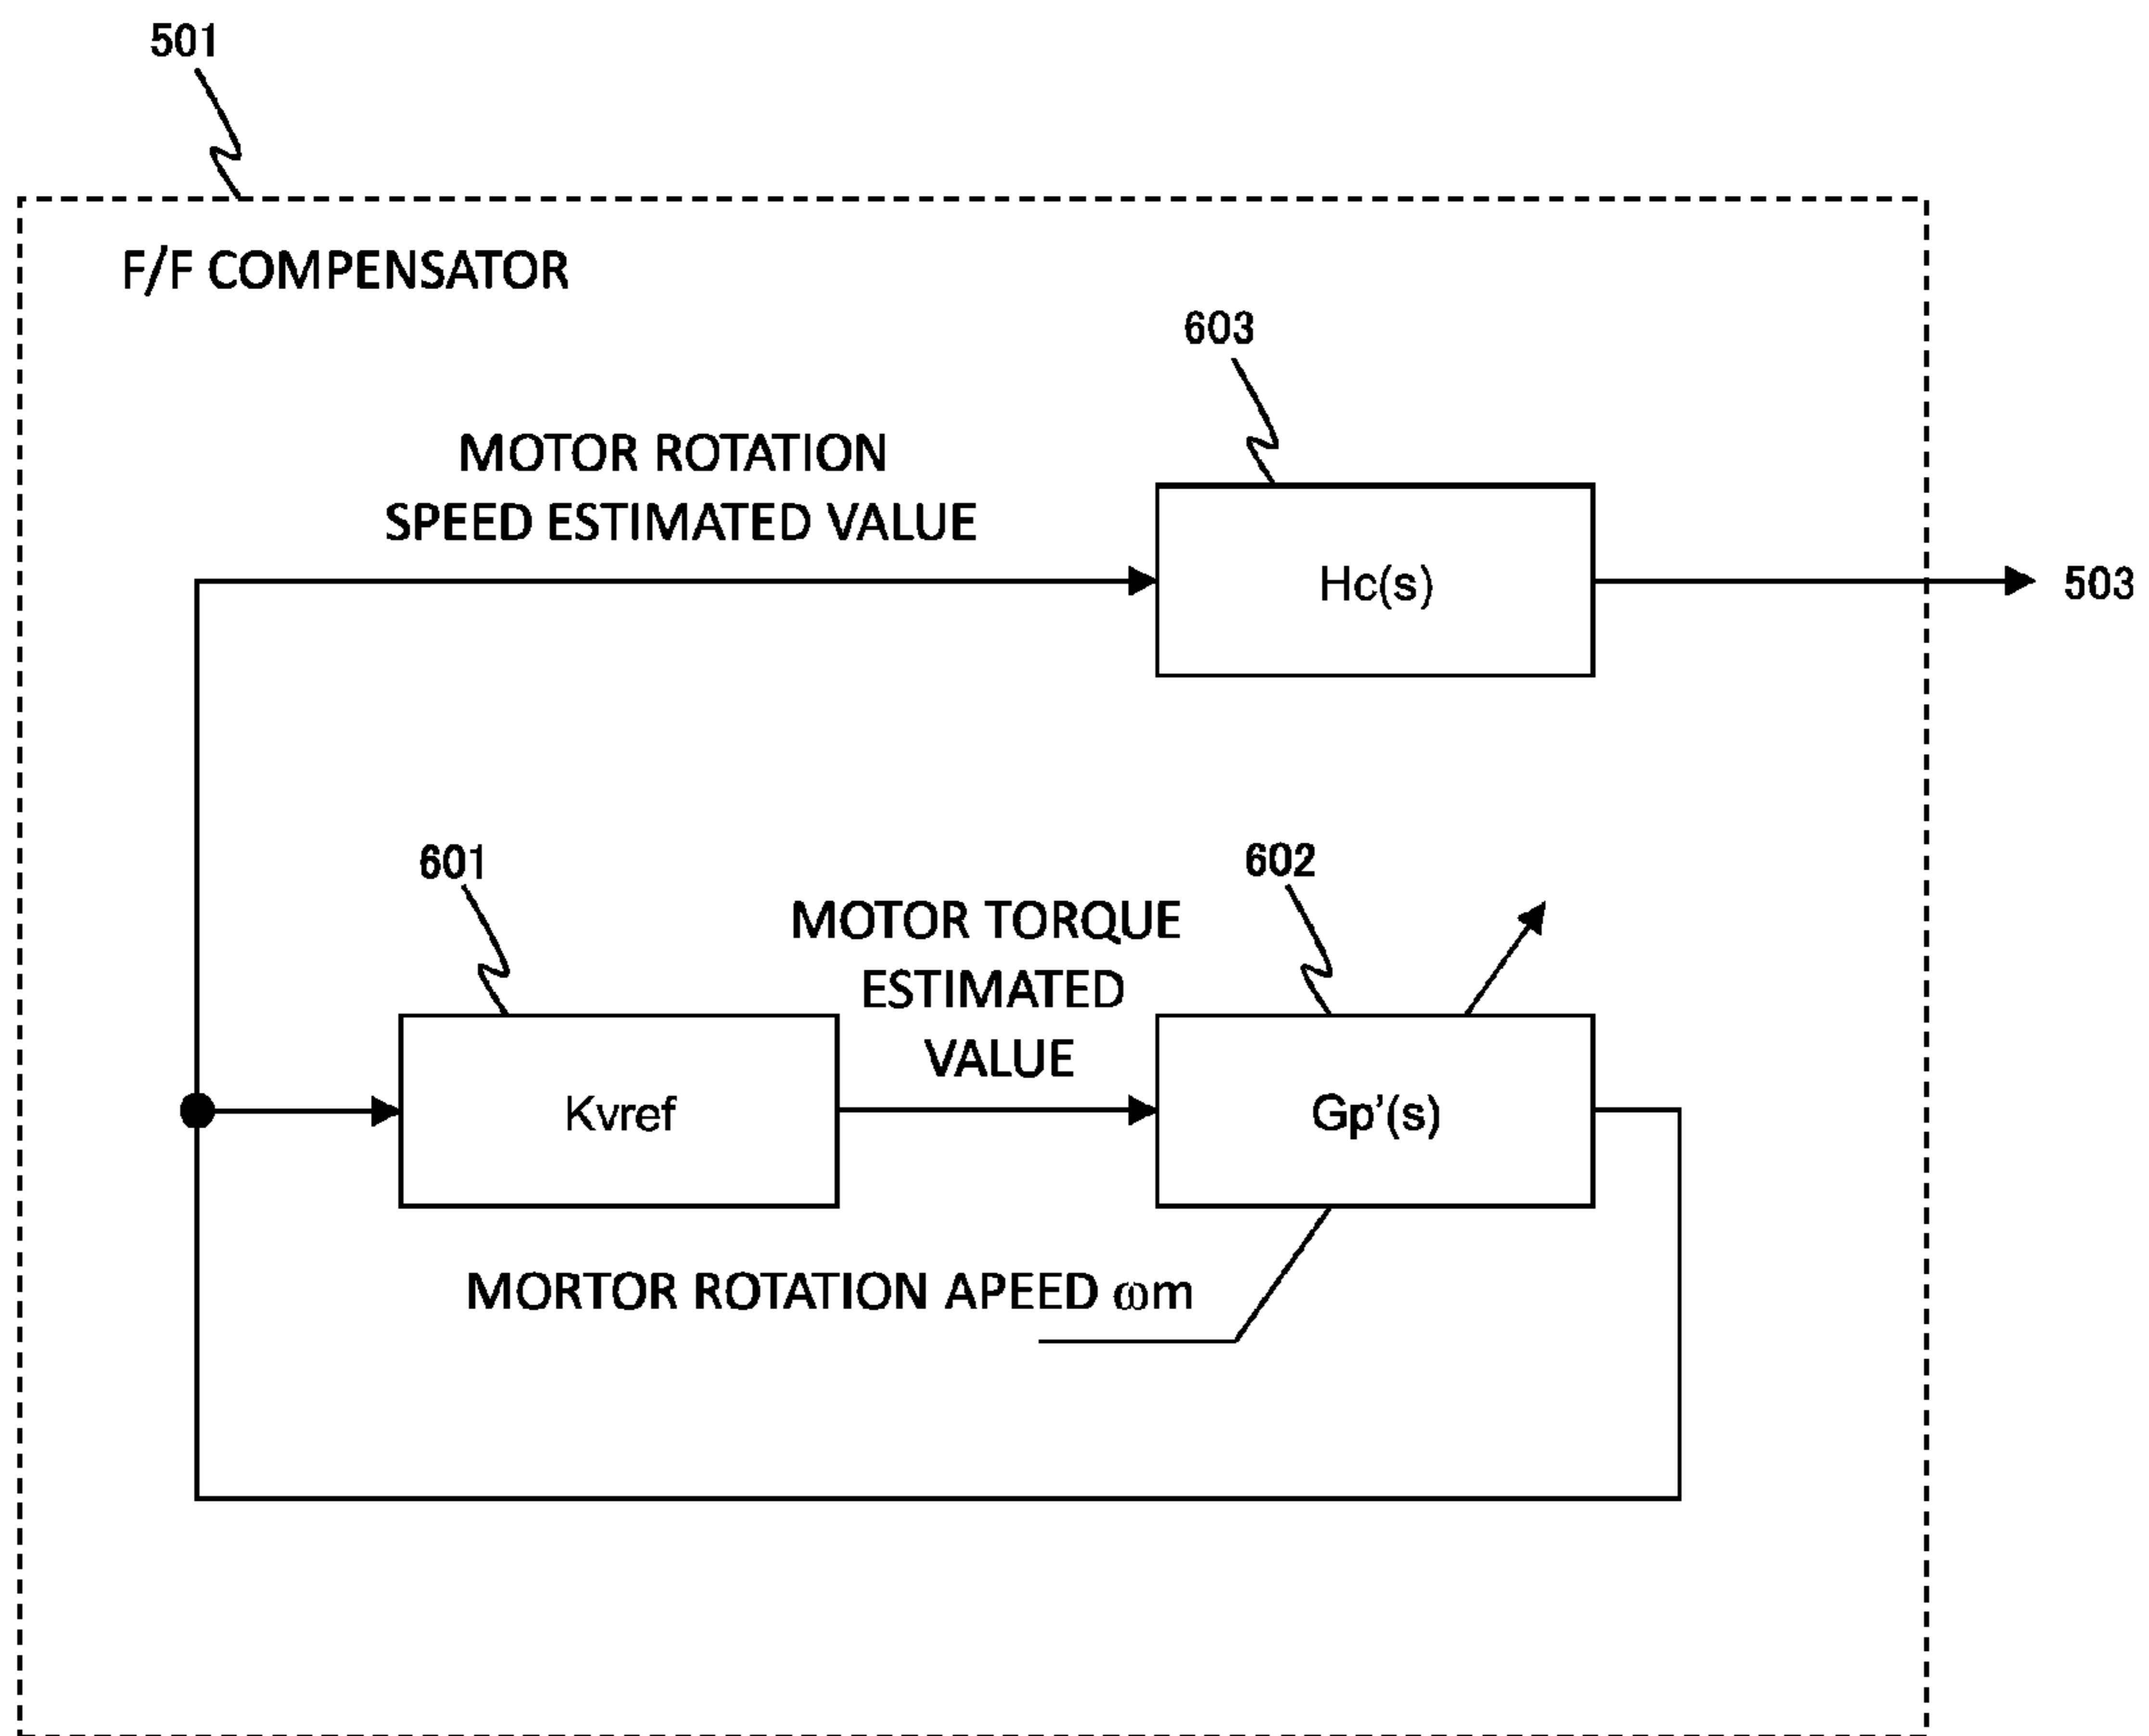 501
F/F COMPENSATOR
603
MOTOR ROTATION
SPEED ESTIMATED VALUE
Hc(s)
503
601
602
MOTOR TORQUE
ESTIMATED
VALUE
Kvref
Gp’(s)
MORTOR ROTATION APEED ωm